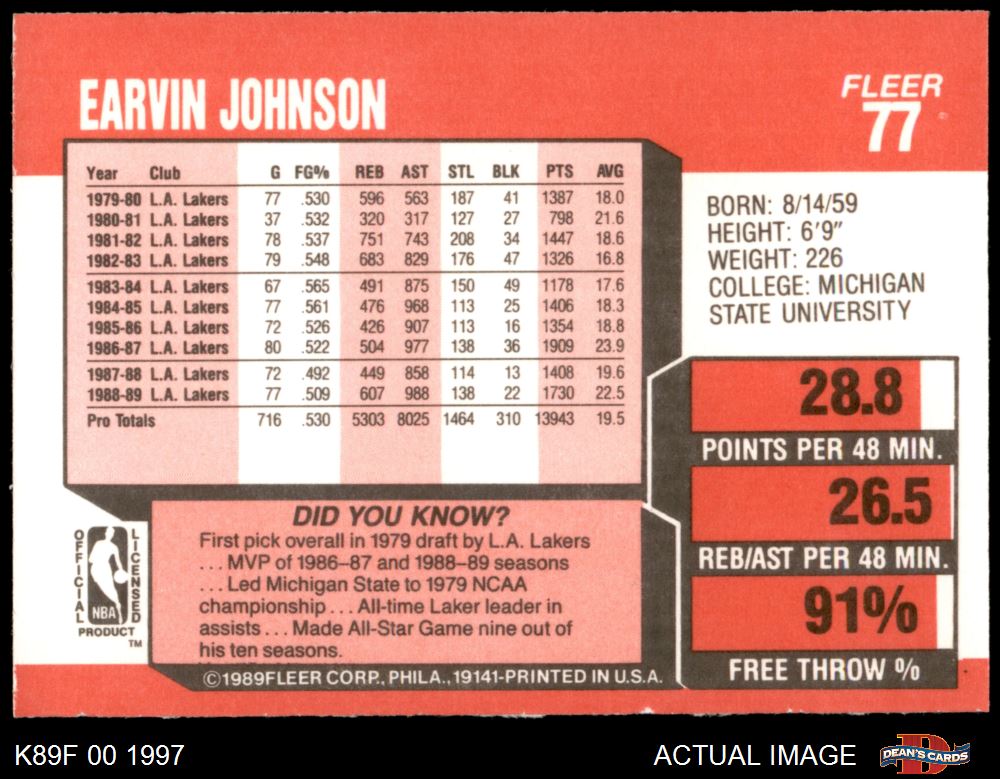 EARVIN JOHNSON
FLEER
77
Year Club G FG% REB AST STL BLK PTS AVG
1979-80 L.A. Lakers 77 .530 596 563 187 41 1387 18.0
1980-81 L.A. Lakers 37 .532 320 317 127 27 798 21.6
1981-82 L.A. Lakers 78 .537 751 743 208 34 1447 18.6
1982-83 L.A. Lakers 79 .548 683 829 176 47 1326 16.8
1983-84 L.A. Lakers 67 .565 491 875 150 49 1178 17.6
1984-85 L.A. Lakers 77 .561 476 968 113 25 1406 18.3
1985-86 L.A. Lakers 72 .526 426 907 113 16 1354 18.8
1986-87 L.A. Lakers 80 .522 504 977 138 36 1909 23.9
1987-88 L.A. Lakers 72 .492 449 858 114 13 1408 19.6
1988-89 L.A. Lakers 77 .509 607 988 138 22 1730 22.5
Pro Totals 716 .530 5303 8025 1464 310 13943 19.5
BORN: 8/14/59
HEIGHT: 6'9"
WEIGHT: 226
COLLEGE: MICHIGAN
STATE UNIVERSITY
28.8
POINTS PER 48 MIN.
26.5
REB/AST PER 48 MIN.
91%
FREE THROW %
DID YOU KNOW?
First pick overall in 1979 draft by L.A. Lakers
...MVP of 1986-87 and 1988-89 seasons
...Led Michigan State to 1979 NCAA
championship...All-time Laker leader in
assists...Made All-Star Game nine out of
his ten seasons.
OFFICIAL
LICENSED
NBA
PRODUCT
TM
©1989 FLEER CORP., PHILA., 19141-PRINTED IN U.S.A.
K89F 00 1997
ACTUAL IMAGE
DEAN'S CARDS